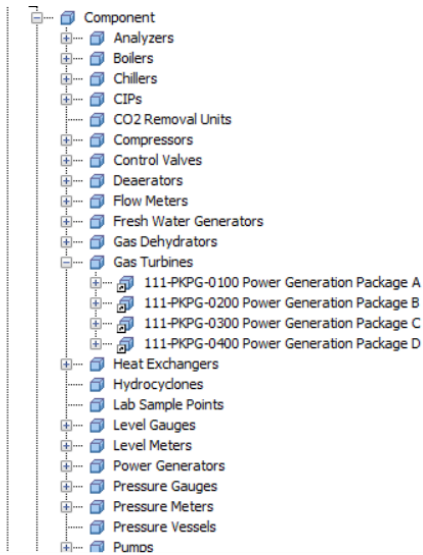 Component
Analyzers
Boilers
Chillers
CIPs
CO2 Removal Units
Compressors
Control Valves
Deaerators
Flow Meters
Fresh Water Generators
Gas Dehydrators
Gas Turbines
111-PKPG-0100 Power Generation Package A
111-PKPG-0200 Power Generation Package B
111-PKPG-0300 Power Generation Package C
111-PKPG-0400 Power Generation Package D
Heat Exchangers
Hydrocyclones
Lab Sample Points
Level Gauges
Level Meters
Power Generators
Pressure Gauges
Pressure Meters
Pressure Vessels
Pumps